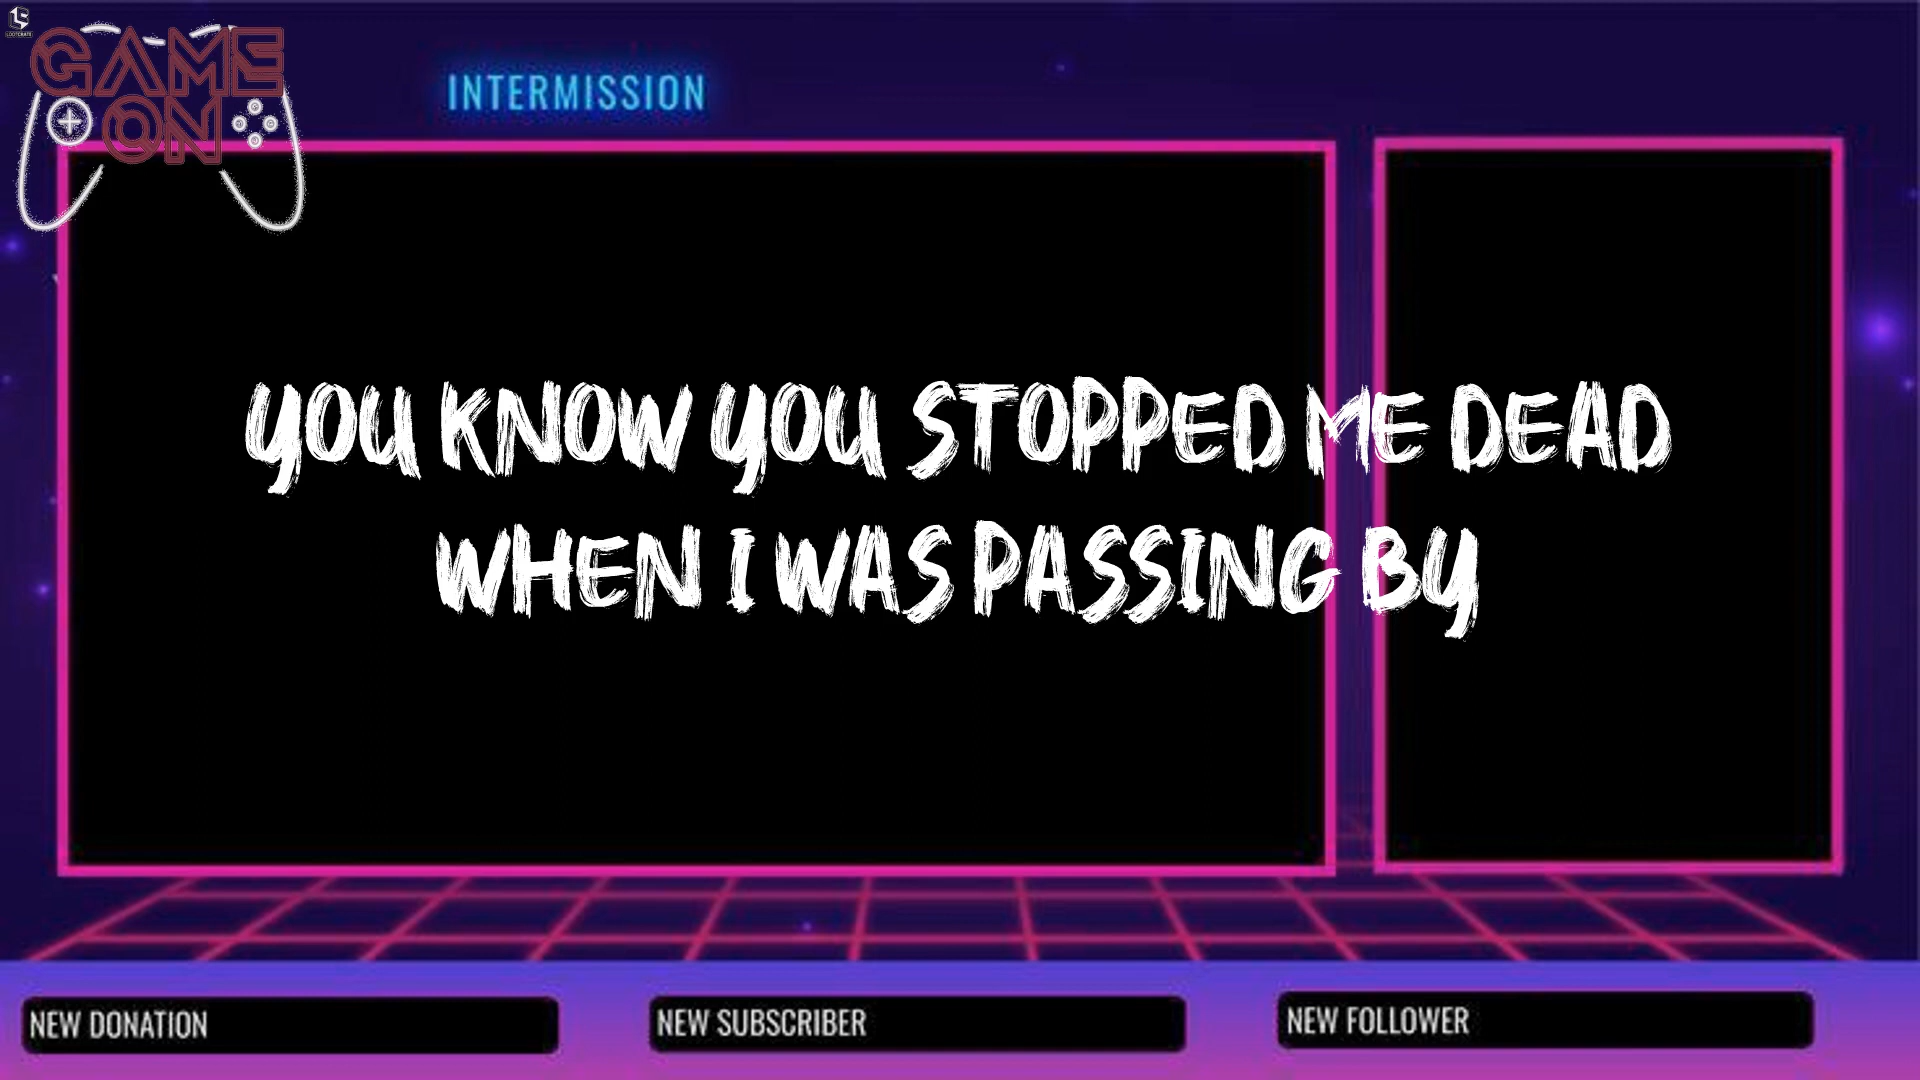 LOOTCRATE
GAME
ON
INTERMISSION
YOU KNOW YOU STOPPED ME DEAD
WHEN I WAS PASSING BY
NEW DONATION
NEW SUBSCRIBER
NEW FOLLOWER